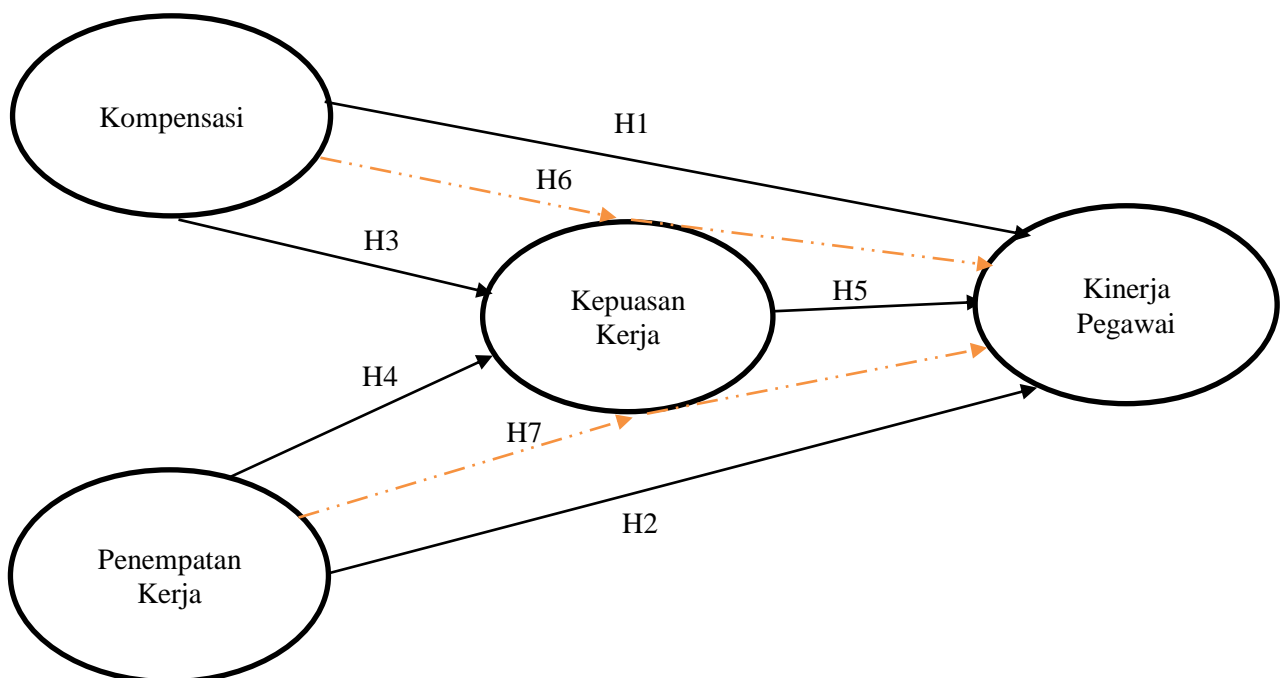 Kompensasi
H1
H6
H3
Kepuasan
Kerja
H5
Kinerja
Pegawai
H4
H7
H2
Penempatan
Kerja